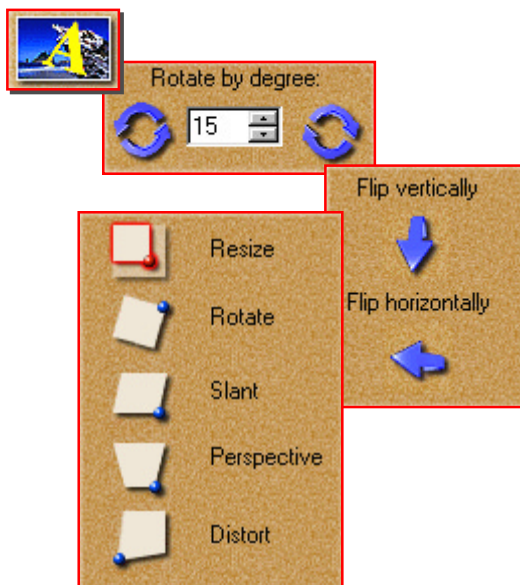 A
Rotate by degree:
15
Flip vertically
Flip horizontally
Resize
Rotate
Slant
Perspective
Distort